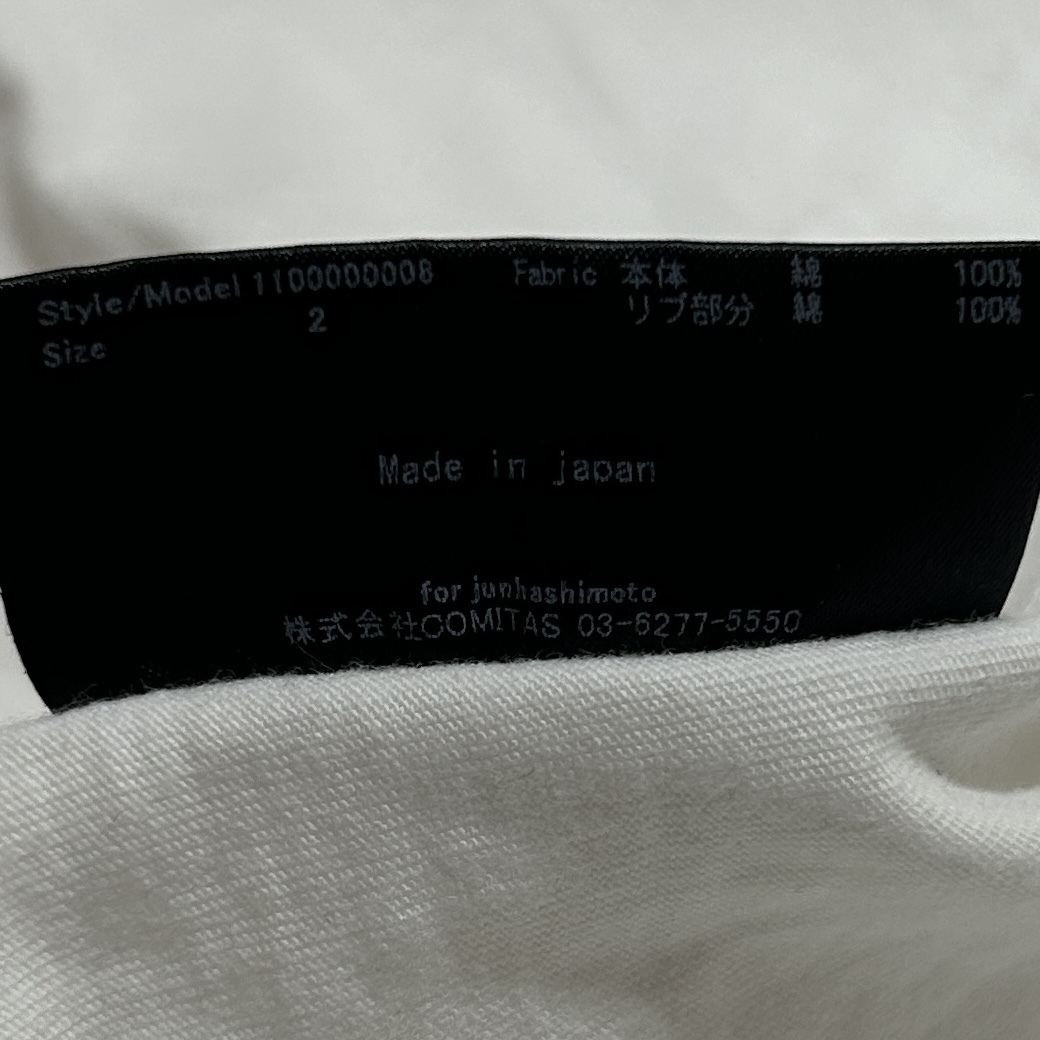 Style/Model 1100000008 Fabric 本体 綿 100%
Size 2 リブ部分 綿 100%
Made in japan
for junhashimoto
株式会社COMITAS 03-6277-5550